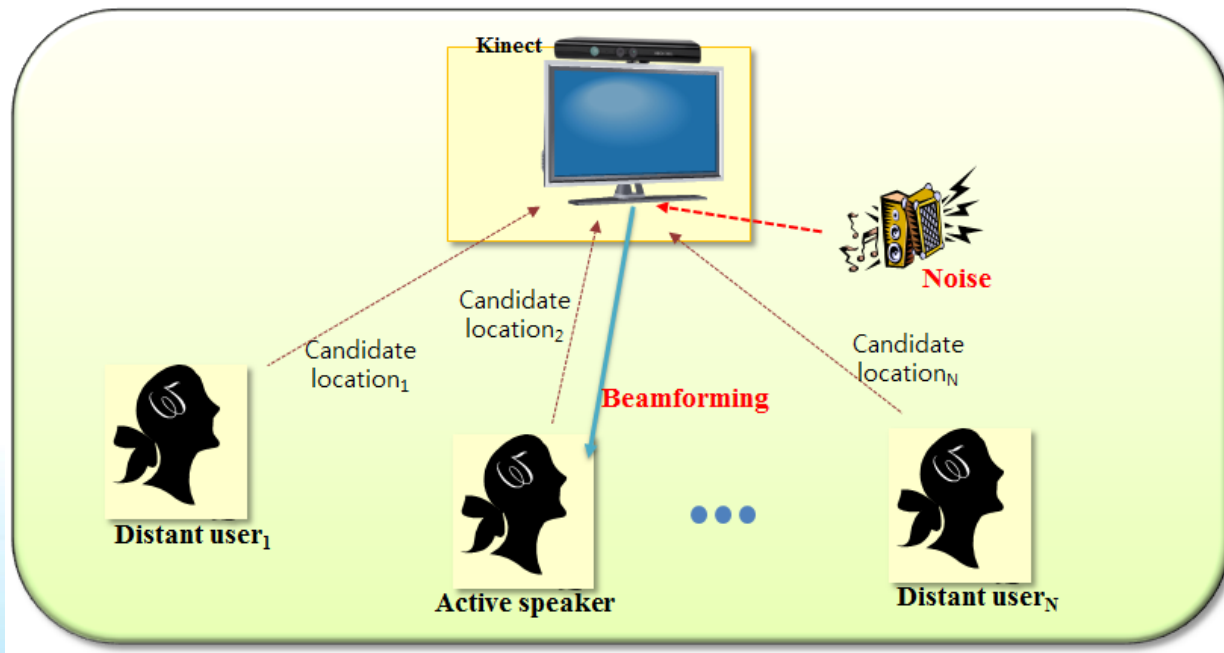 Kinect
Noise
Candidate
location₂
Candidate
location₁
Candidate
location_N
Beamforming
Distant user₁
Active speaker
Distant user_N